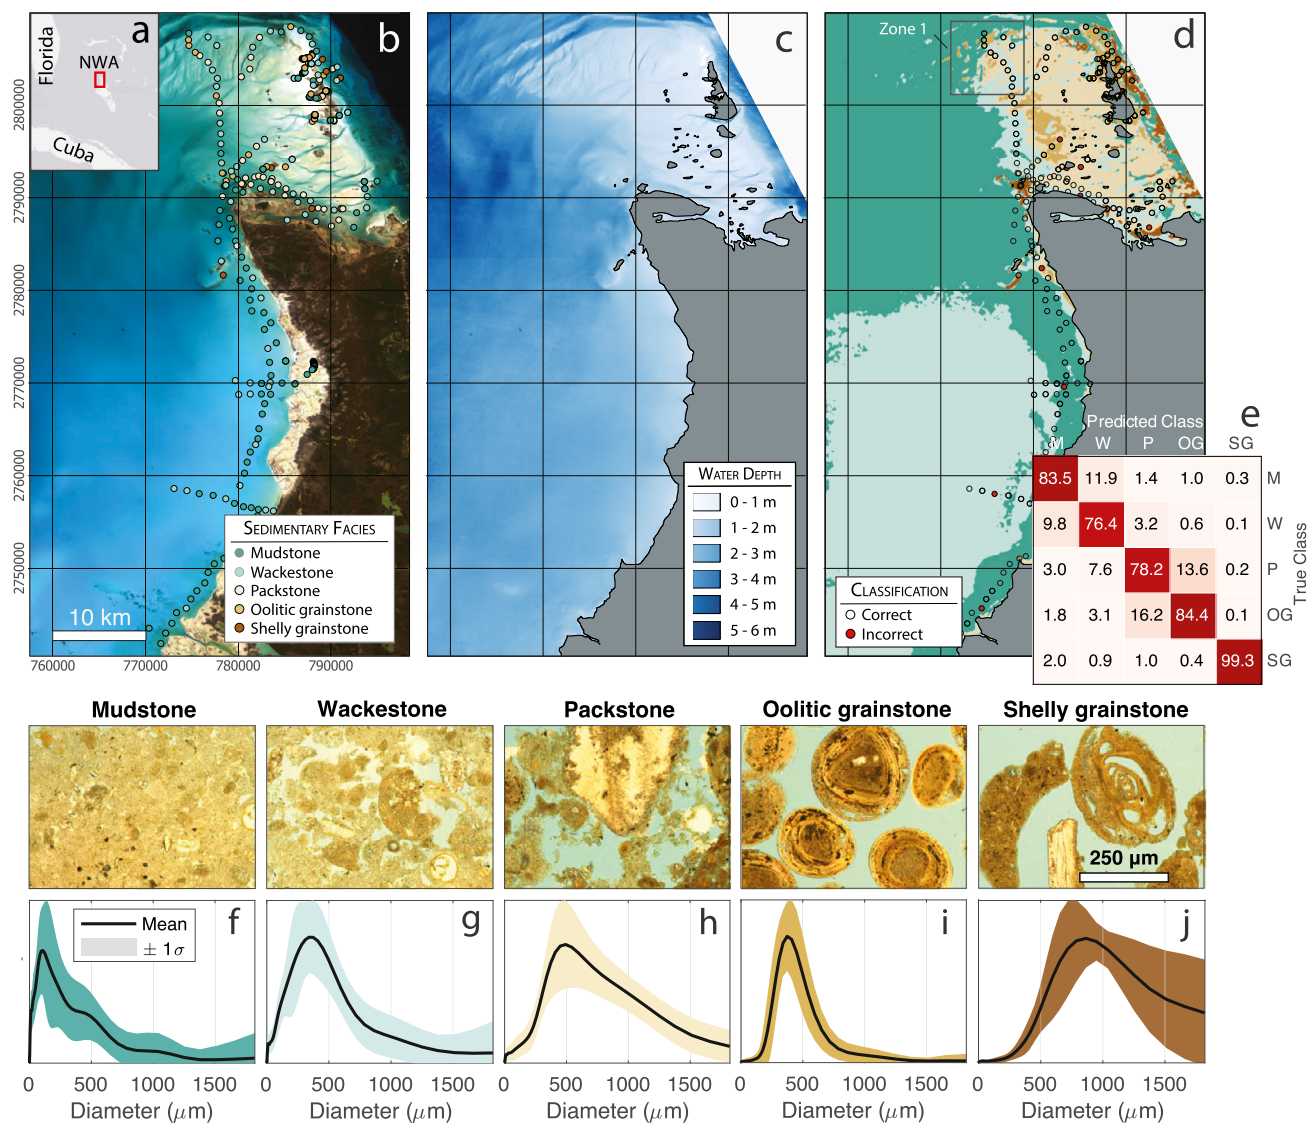 a
Florida
NWA
Cuba
b
c
d
Zone 1
2800000
2790000
2780000
2770000
2760000
2750000
SEDIMENTARY FACIES
Mudstone
Wackestone
Packstone
Oolitic grainstone
Shelly grainstone
10 km
760000 770000 780000 790000
WATER DEPTH
0 - 1 m
1 - 2 m
2 - 3 m
3 - 4 m
4 - 5 m
5 - 6 m
CLASSIFICATION
Correct
Incorrect
e
Predicted Class
M W P OG SG
83.5 11.9 1.4 1.0 0.3 M
9.8 76.4 3.2 0.6 0.1 W
3.0 7.6 78.2 13.6 0.2 P
1.8 3.1 16.2 84.4 0.1 OG
2.0 0.9 1.0 0.4 99.3 SG
True Class
Mudstone Wackestone Packstone Oolitic grainstone Shelly grainstone
250 μm
Mean
± 1σ
f g h i j
0 500 1000 1500 0 500 1000 1500 0 500 1000 1500 0 500 1000 1500 0 500 1000 1500
Diameter (μm) Diameter (μm) Diameter (μm) Diameter (μm) Diameter (μm)